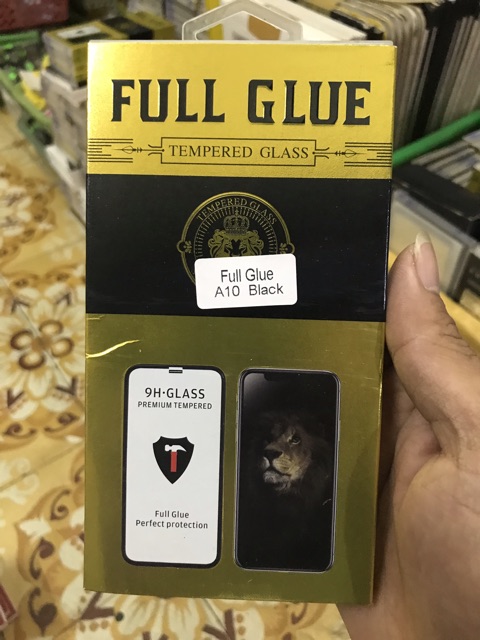 FULL GLUE
TEMPERED GLASS
TEMPERED GLASS
Full Glue
A10 Black
9H·GLASS
PREMIUM TEMPERED
Full Glue
Perfect protection